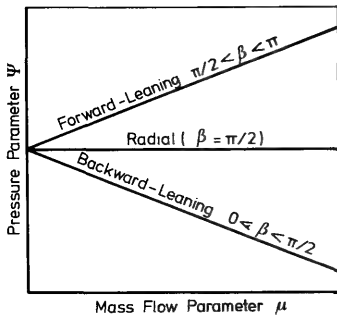 Pressure Parameter Ψ
Forward-Leaning π/2 < β < π
Radial ( β = π/2)
Backward-Leaning 0 < β < π/2
Mass Flow Parameter μ